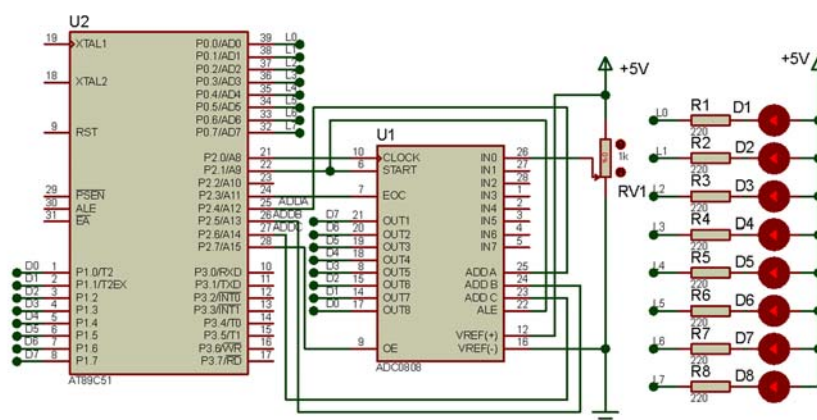 U2
19 XTAL1
18 XTAL2
9 RST
29 PSEN
30 ALE
31 EA
D0 1 P1.0/T2
D1 2 P1.1/T2EX
D2 3 P1.2
D3 4 P1.3
D4 5 P1.4
D5 6 P1.5
D6 7 P1.6
D7 8 P1.7
P0.0/AD0 39 L0
P0.1/AD1 38 L1
P0.2/AD2 37 L2
P0.3/AD3 36 L3
P0.4/AD4 35 L4
P0.5/AD5 34 L5
P0.6/AD6 33 L6
P0.7/AD7 32 L7
P2.0/A8 21
P2.1/A9 22
P2.2/A10 23
P2.3/A11 24
P2.4/A12 25 ADDA
P2.5/A13 26 ADDB
P2.6/A14 27 ADDC
P2.7/A15 28
P3.0/RXD 10
P3.1/TXD 11
P3.2/INT0 12
P3.3/INT1 13
P3.4/T0 14
P3.5/T1 15
P3.6/WR 16
P3.7/RD 17
AT89C51
U1
10 CLOCK
6 START
7 EOC
D7 21 OUT1
D6 20 OUT2
D5 19 OUT3
D4 18 OUT4
D3 8 OUT5
D2 15 OUT6
D1 14 OUT7
D0 17 OUT8
9 OE
IN0 26
IN1 27
IN2 28
IN3 1
IN4 2
IN5 3
IN6 4
IN7 5
ADD A 25
ADD B 24
ADD C 23
ALE 22
VREF(+) 12
VREF(-) 16
ADC0808
+5V
1k
RV1
+5V
L0 R1 220 D1
L1 R2 220 D2
L2 R3 220 D3
L3 R4 220 D4
L4 R5 220 D5
L5 R6 220 D6
L6 R7 220 D7
L7 R8 220 D8